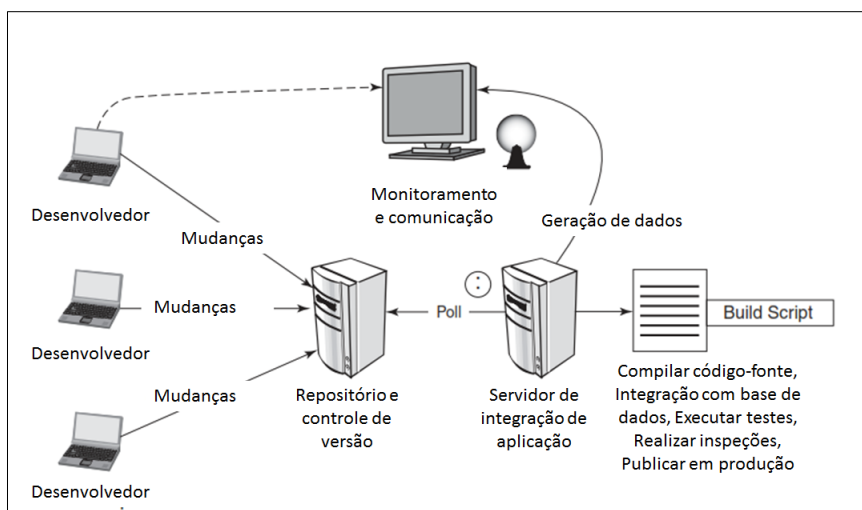 Monitoramento
e comunicação
Desenvolvedor
Mudanças
Geração de dados
Desenvolvedor
Mudanças
Poll
Build Script
Mudanças
Repositório e
controle de
versão
Servidor de
integração de
aplicação
Compilar código-fonte,
Integração com base de
dados, Executar testes,
Realizar inspeções,
Publicar em produção
Desenvolvedor